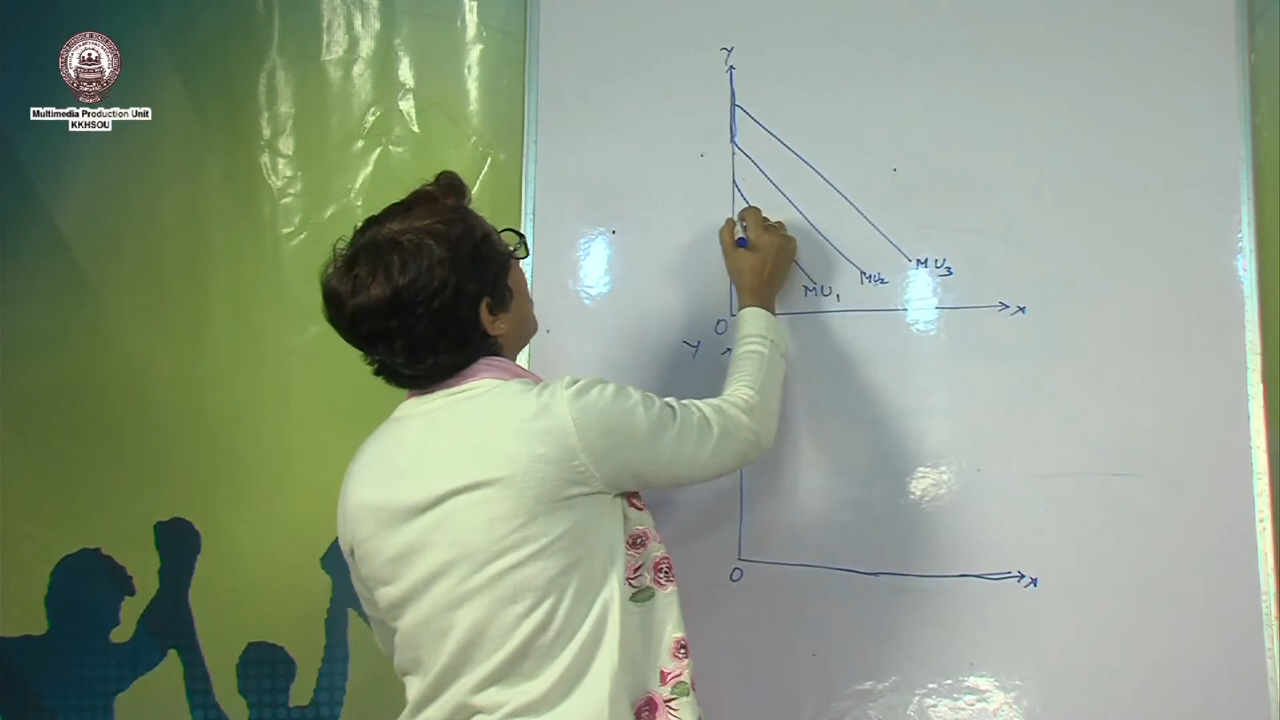 Multimedia Production Unit
KKHSOU
Y
MU₃
MU₂
MU₁
X
O
Y
O
X